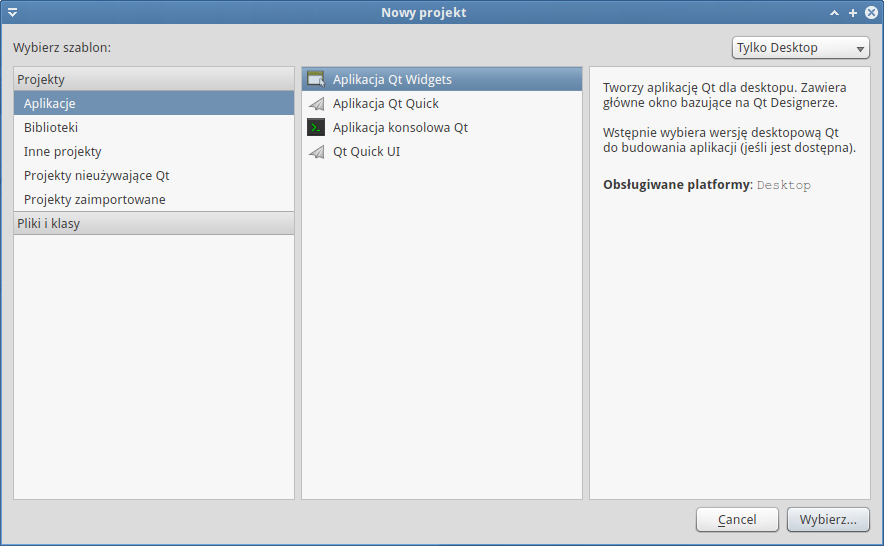 Nowy projekt
Wybierz szablon:
Tylko Desktop
Projekty
Aplikacje
Biblioteki
Inne projekty
Projekty nieużywające Qt
Projekty zaimportowane
Pliki i klasy
Aplikacja Qt Widgets
Aplikacja Qt Quick
Aplikacja konsolowa Qt
Qt Quick UI
Tworzy aplikację Qt dla desktopu. Zawiera
główne okno bazujące na Qt Designerze.
Wstępnie wybiera wersję desktopową Qt
do budowania aplikacji (jeśli jest dostępna).
Obsługiwane platformy: Desktop
Cancel
Wybierz...